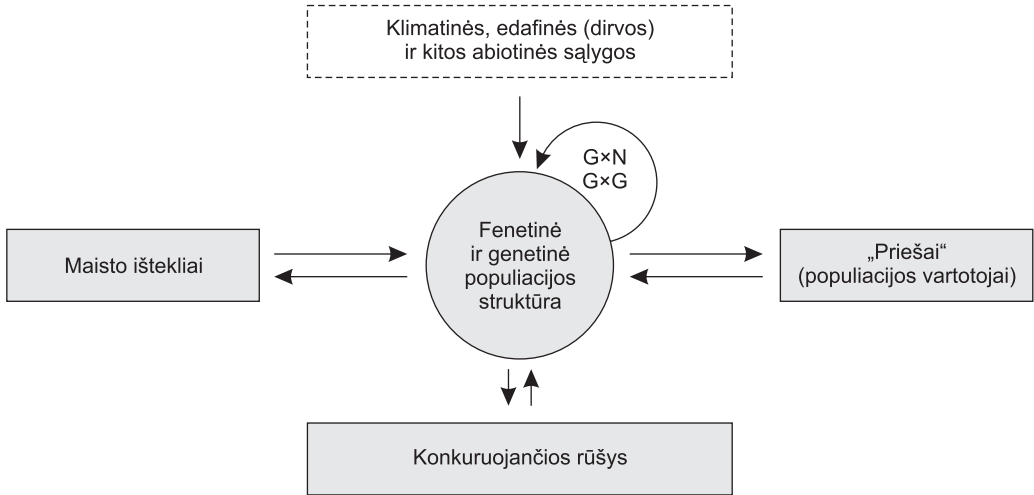 Klimatinės, edafinės (dirvos)
ir kitos abiotinės sąlygos
G×N
G×G
Fenetinė
ir genetinė
populiacijos
struktūra
Maisto ištekliai
„Priešai“
(populiacijos vartotojai)
Konkuruojančios rūšys